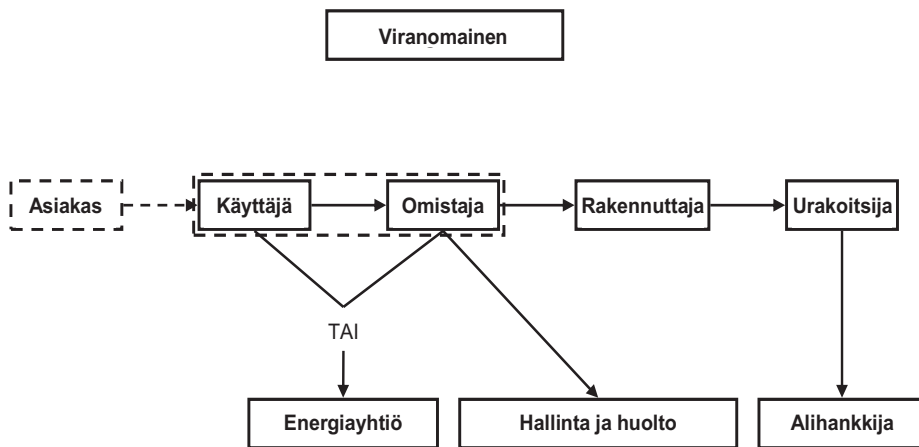 Viranomainen
Asiakas
Käyttäjä
Omistaja
Rakennuttaja
Urakoitsija
TAI
Energiayhtiö
Hallinta ja huolto
Alihankkija